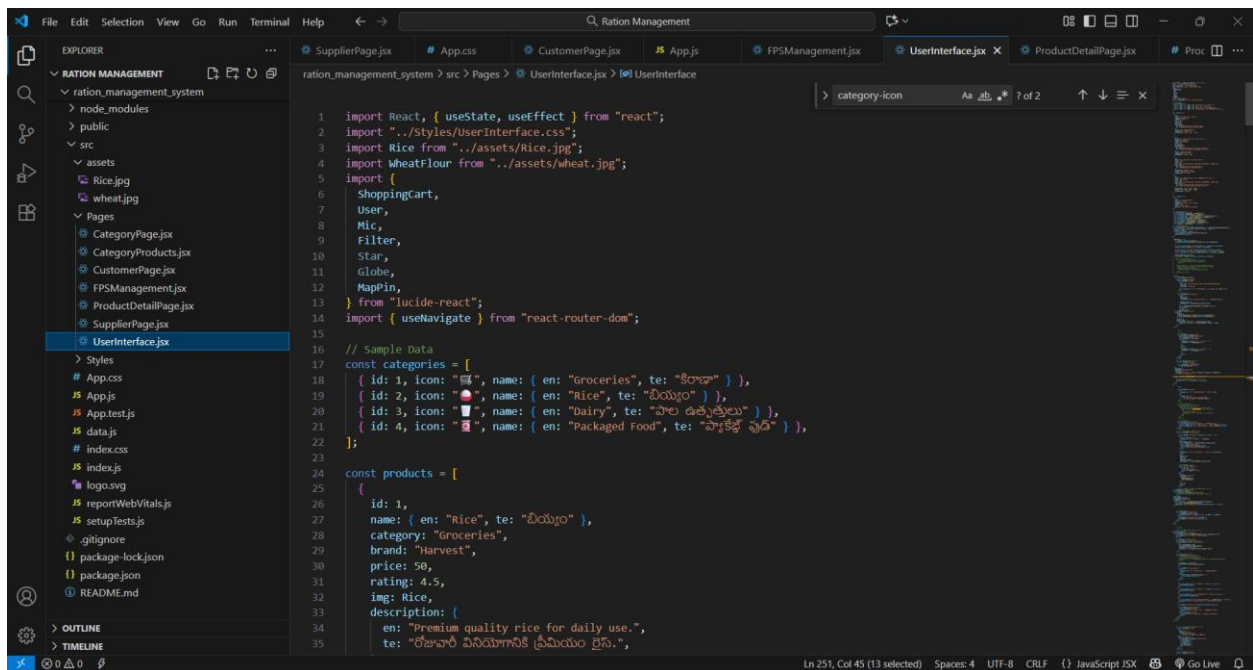 File Edit Selection View Go Run Terminal Help
Ration Management
EXPLORER
RATION MANAGEMENT
ration_management_system
node_modules
public
src
assets
Rice.jpg
wheat.jpg
Pages
CategoryPage.jsx
CategoryProducts.jsx
CustomerPage.jsx
FPSManagement.jsx
ProductDetailPage.jsx
SupplierPage.jsx
UserInterface.jsx
Styles
# App.css
JS App.js
JS App.test.js
JS data.js
# index.css
JS index.js
logo.svg
JS reportWebVitals.js
JS setupTests.js
.gitignore
{} package-lock.json
{} package.json
README.md
OUTLINE
TIMELINE
SupplierPage.jsx # App.css CustomerPage.jsx JS App.js FPSManagement.jsx UserInterface.jsx ProductDetailPage.jsx #
ration_management_system > src > Pages > UserInterface.jsx > UserInterface
category-icon Aa ab .* ? of 2
1 import React, { useState, useEffect } from "react";
2 import "../Styles/UserInterface.css";
3 import Rice from "../assets/Rice.jpg";
4 import WheatFlour from "../assets/wheat.jpg";
5 import {
6 ShoppingCart,
7 User,
8 Mic,
9 Filter,
10 Star,
11 Globe,
12 MapPin,
13 } from "lucide-react";
14 import { useNavigate } from "react-router-dom";
15
16 // Sample Data
17 const categories = [
18 { id: 1, icon: "🛒", name: { en: "Groceries", te: "కిరాణా" } },
19 { id: 2, icon: "🍚", name: { en: "Rice", te: "బియ్యం" } },
20 { id: 3, icon: "🥛", name: { en: "Dairy", te: "పాల ఉత్పత్తులు" } },
21 { id: 4, icon: "", name: { en: "Packaged Food", te: "ప్యాకేజ్డ్ ఫుడ్" } },
22 ];
23
24 const products = [
25 {
26 id: 1,
27 name: { en: "Rice", te: "బియ్యం" },
28 category: "Groceries",
29 brand: "Harvest",
30 price: 50,
31 rating: 4.5,
32 img: Rice,
33 description: {
34 en: "Premium quality rice for daily use.",
35 te: "రోజువారీ వినియోగానికి ప్రీమియం రైస్.",
0 0 Ln 251, Col 45 (13 selected) Spaces: 4 UTF-8 CRLF {} JavaScript JSX Go Live